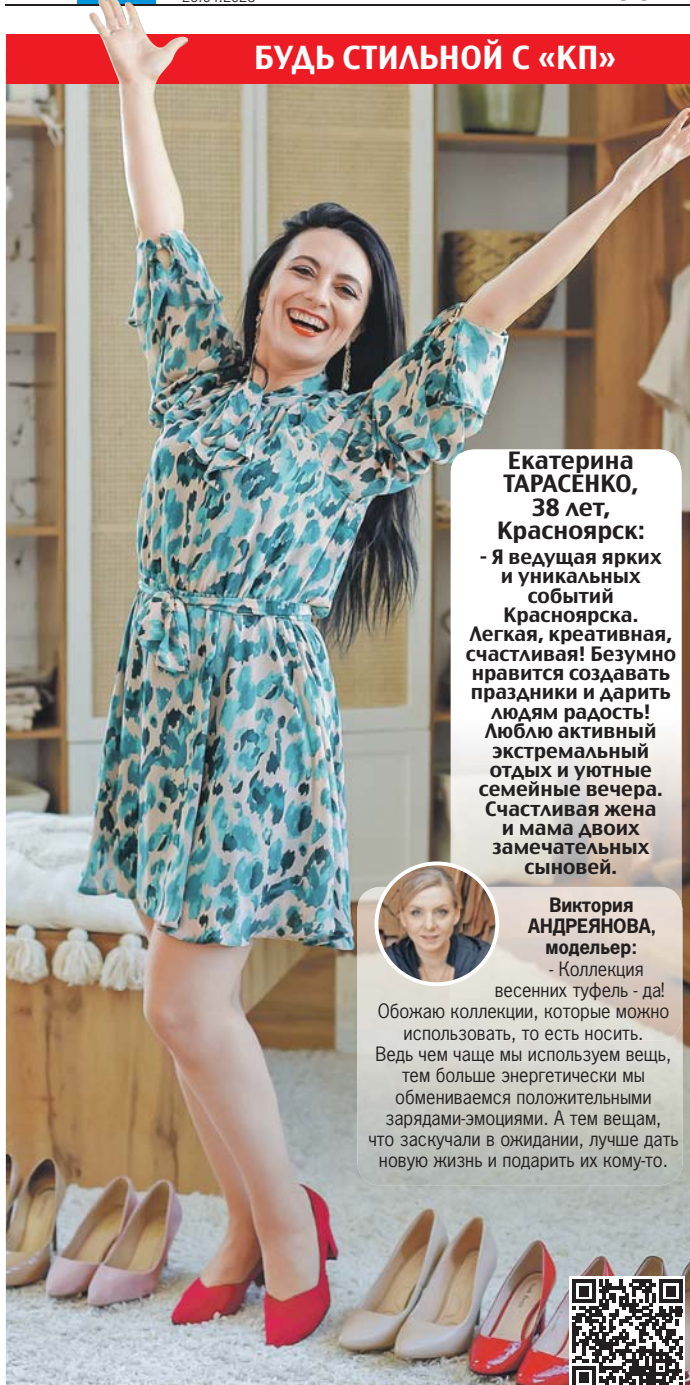 БУДЬ СТИЛЬНОЙ С «КП»
Екатерина
ТАРАСЕНКО,
38 лет,
Красноярск:
- Я ведущая ярких
и уникальных
событий
Красноярска.
Легкая, креативная,
счастливая! Безумно
нравится создавать
праздники и дарить
людям радость!
Люблю активный
экстремальный
отдых и уютные
семейные вечера.
Счастливая жена
и мама двоих
замечательных
сыновей.
Виктория
АНДРЕЯНОВА,
модельер:
- Коллекция
весенних туфель - да!
Обожаю коллекции, которые можно
использовать, то есть носить.
Ведь чем чаще мы используем вещь,
тем больше энергетически мы
обмениваемся положительными
зарядами-эмоциями. А тем вещам,
что заскучали в ожидании, лучше дать
новую жизнь и подарить их кому-то.